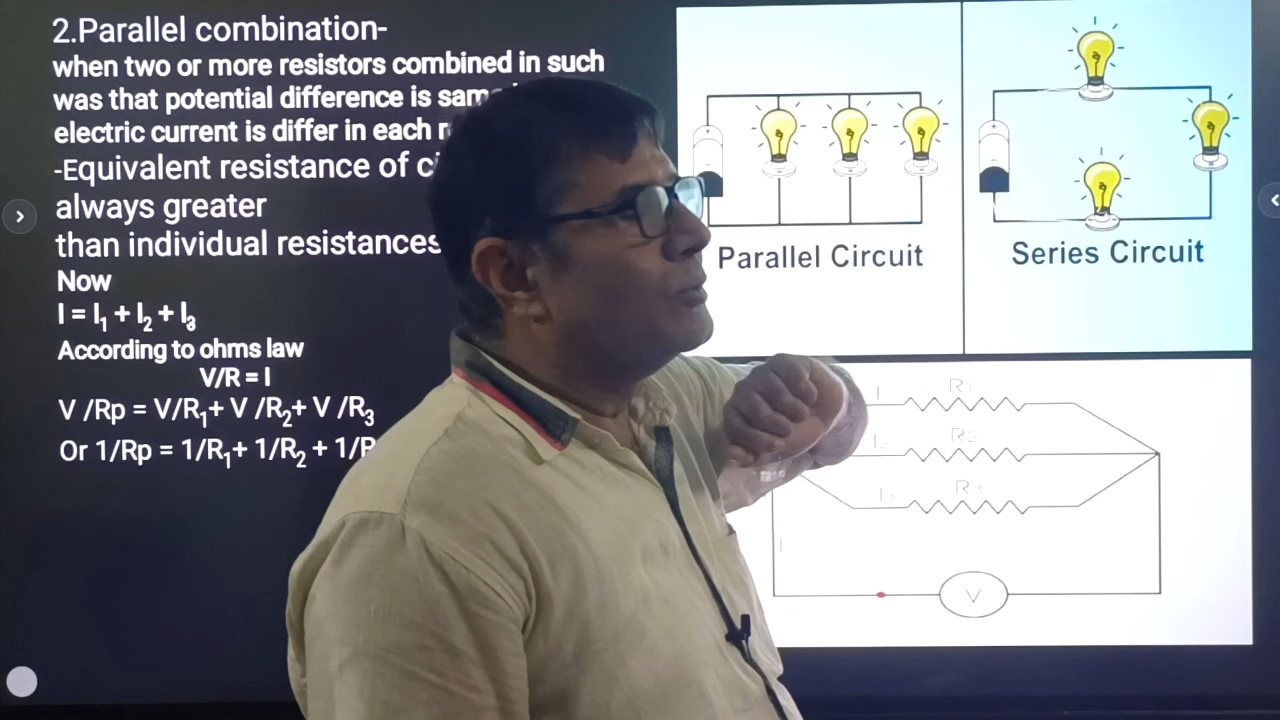 2.Parallel combination-
when two or more resistors combined in such
was that potential difference is
electric current is differ in each
-Equivalent resistance of
always greater
than individual resistances
Now
I = I₁ + I₂ + I₃
According to ohms law
V/R = I
V /Rp = V/R₁+ V /R₂+ V /R₃
Or 1/Rp = 1/R₁+ 1/R₂ + 1/R
+
-
Parallel Circuit
+
-
Series Circuit
I R1
I₂ R2
R3
I
V